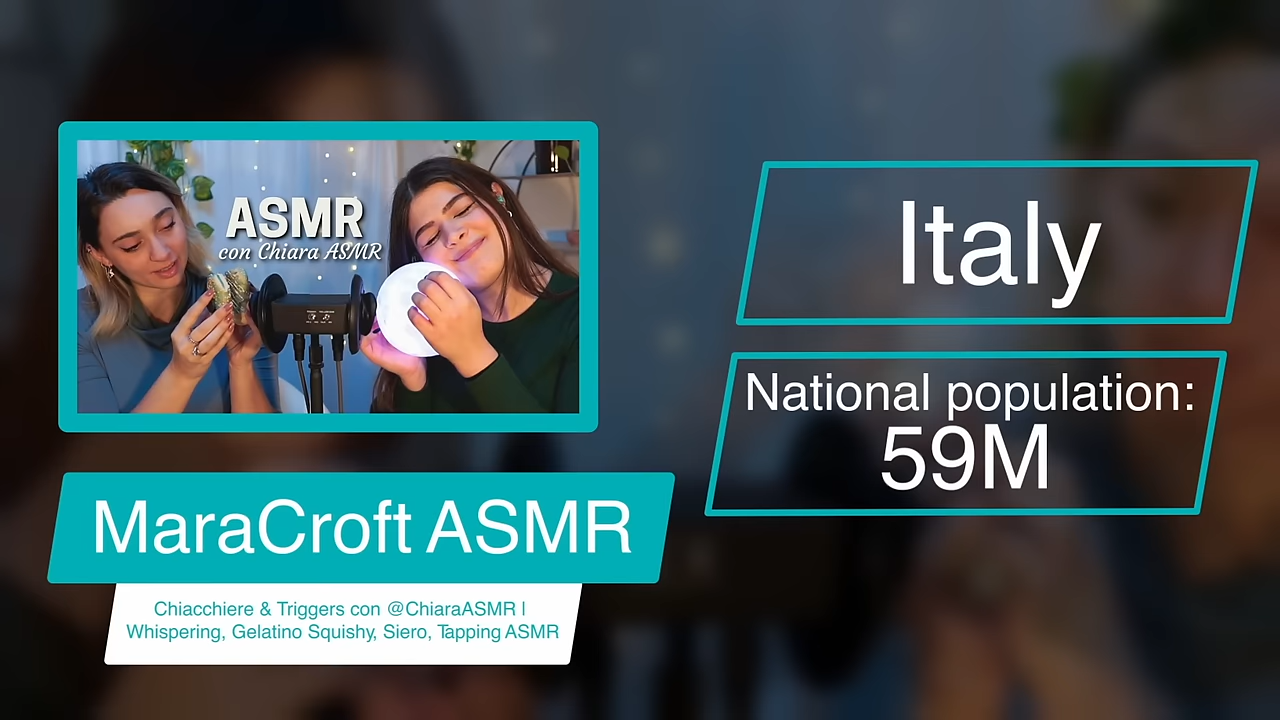 ASMR
con Chiara ASMR
MaraCroft ASMR
Chiacchiere & Triggers con @ChiaraASMR |
Whispering, Gelatino Squishy, Siero, Tapping ASMR
Italy
National population:
59M